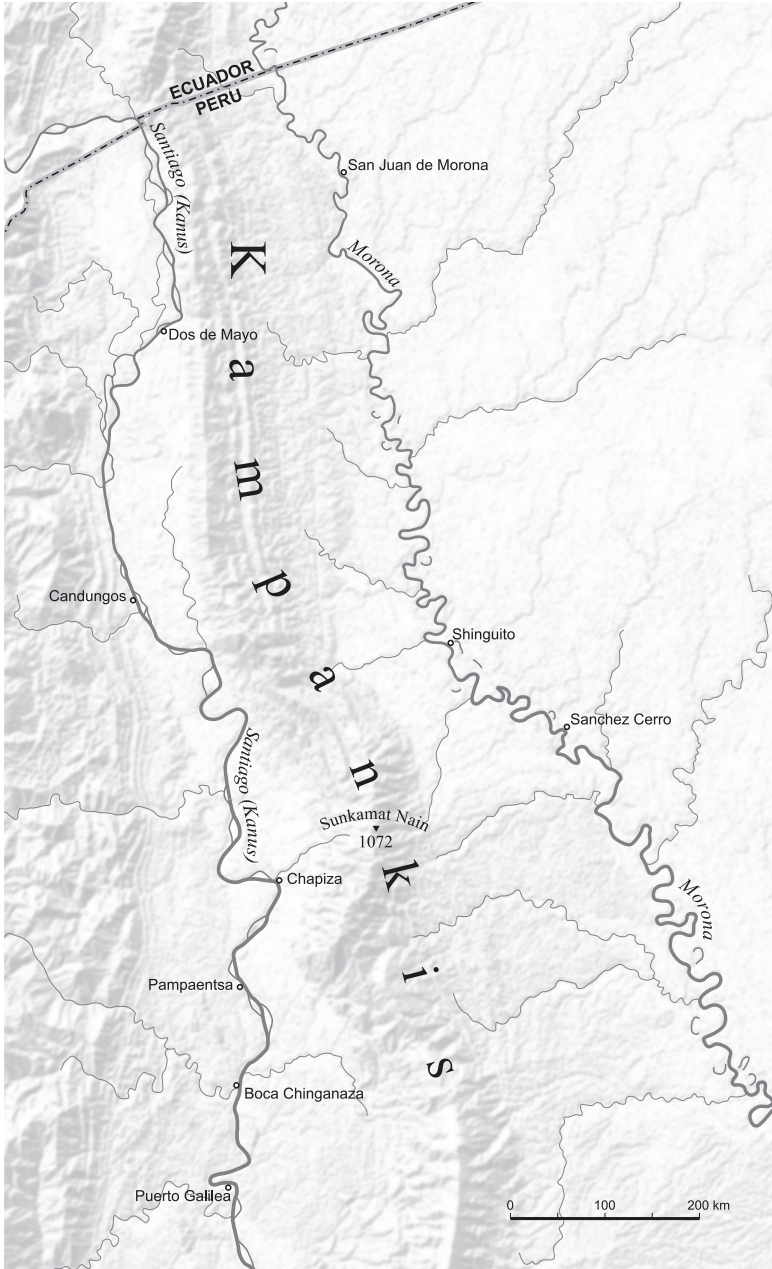 ECUADOR
PERU
Santiago (Kanus)
San Juan de Morona
Morona
Dos de Mayo
Kampankis
Candungos
Shinguito
Sanchez Cerro
Santiago (Kanus)
Sunkamat Nain
1072
Chapiza
Morona
Pampaentsa
Boca Chinganaza
Puerto Galilea
0 100 200 km